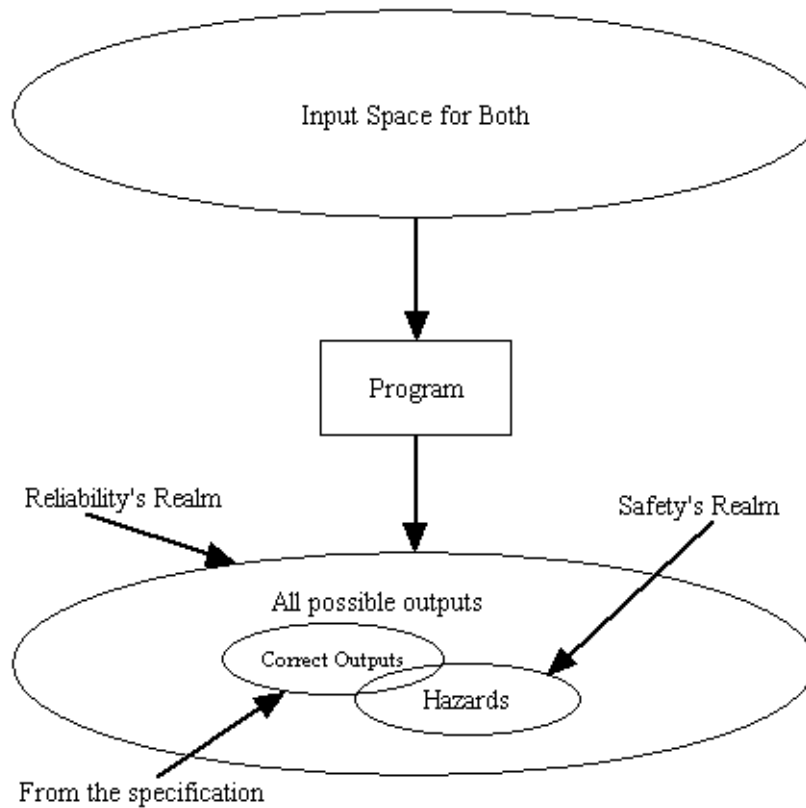 Input Space for Both
Program
Reliability's Realm
Safety's Realm
All possible outputs
Correct Outputs
Hazards
From the specification